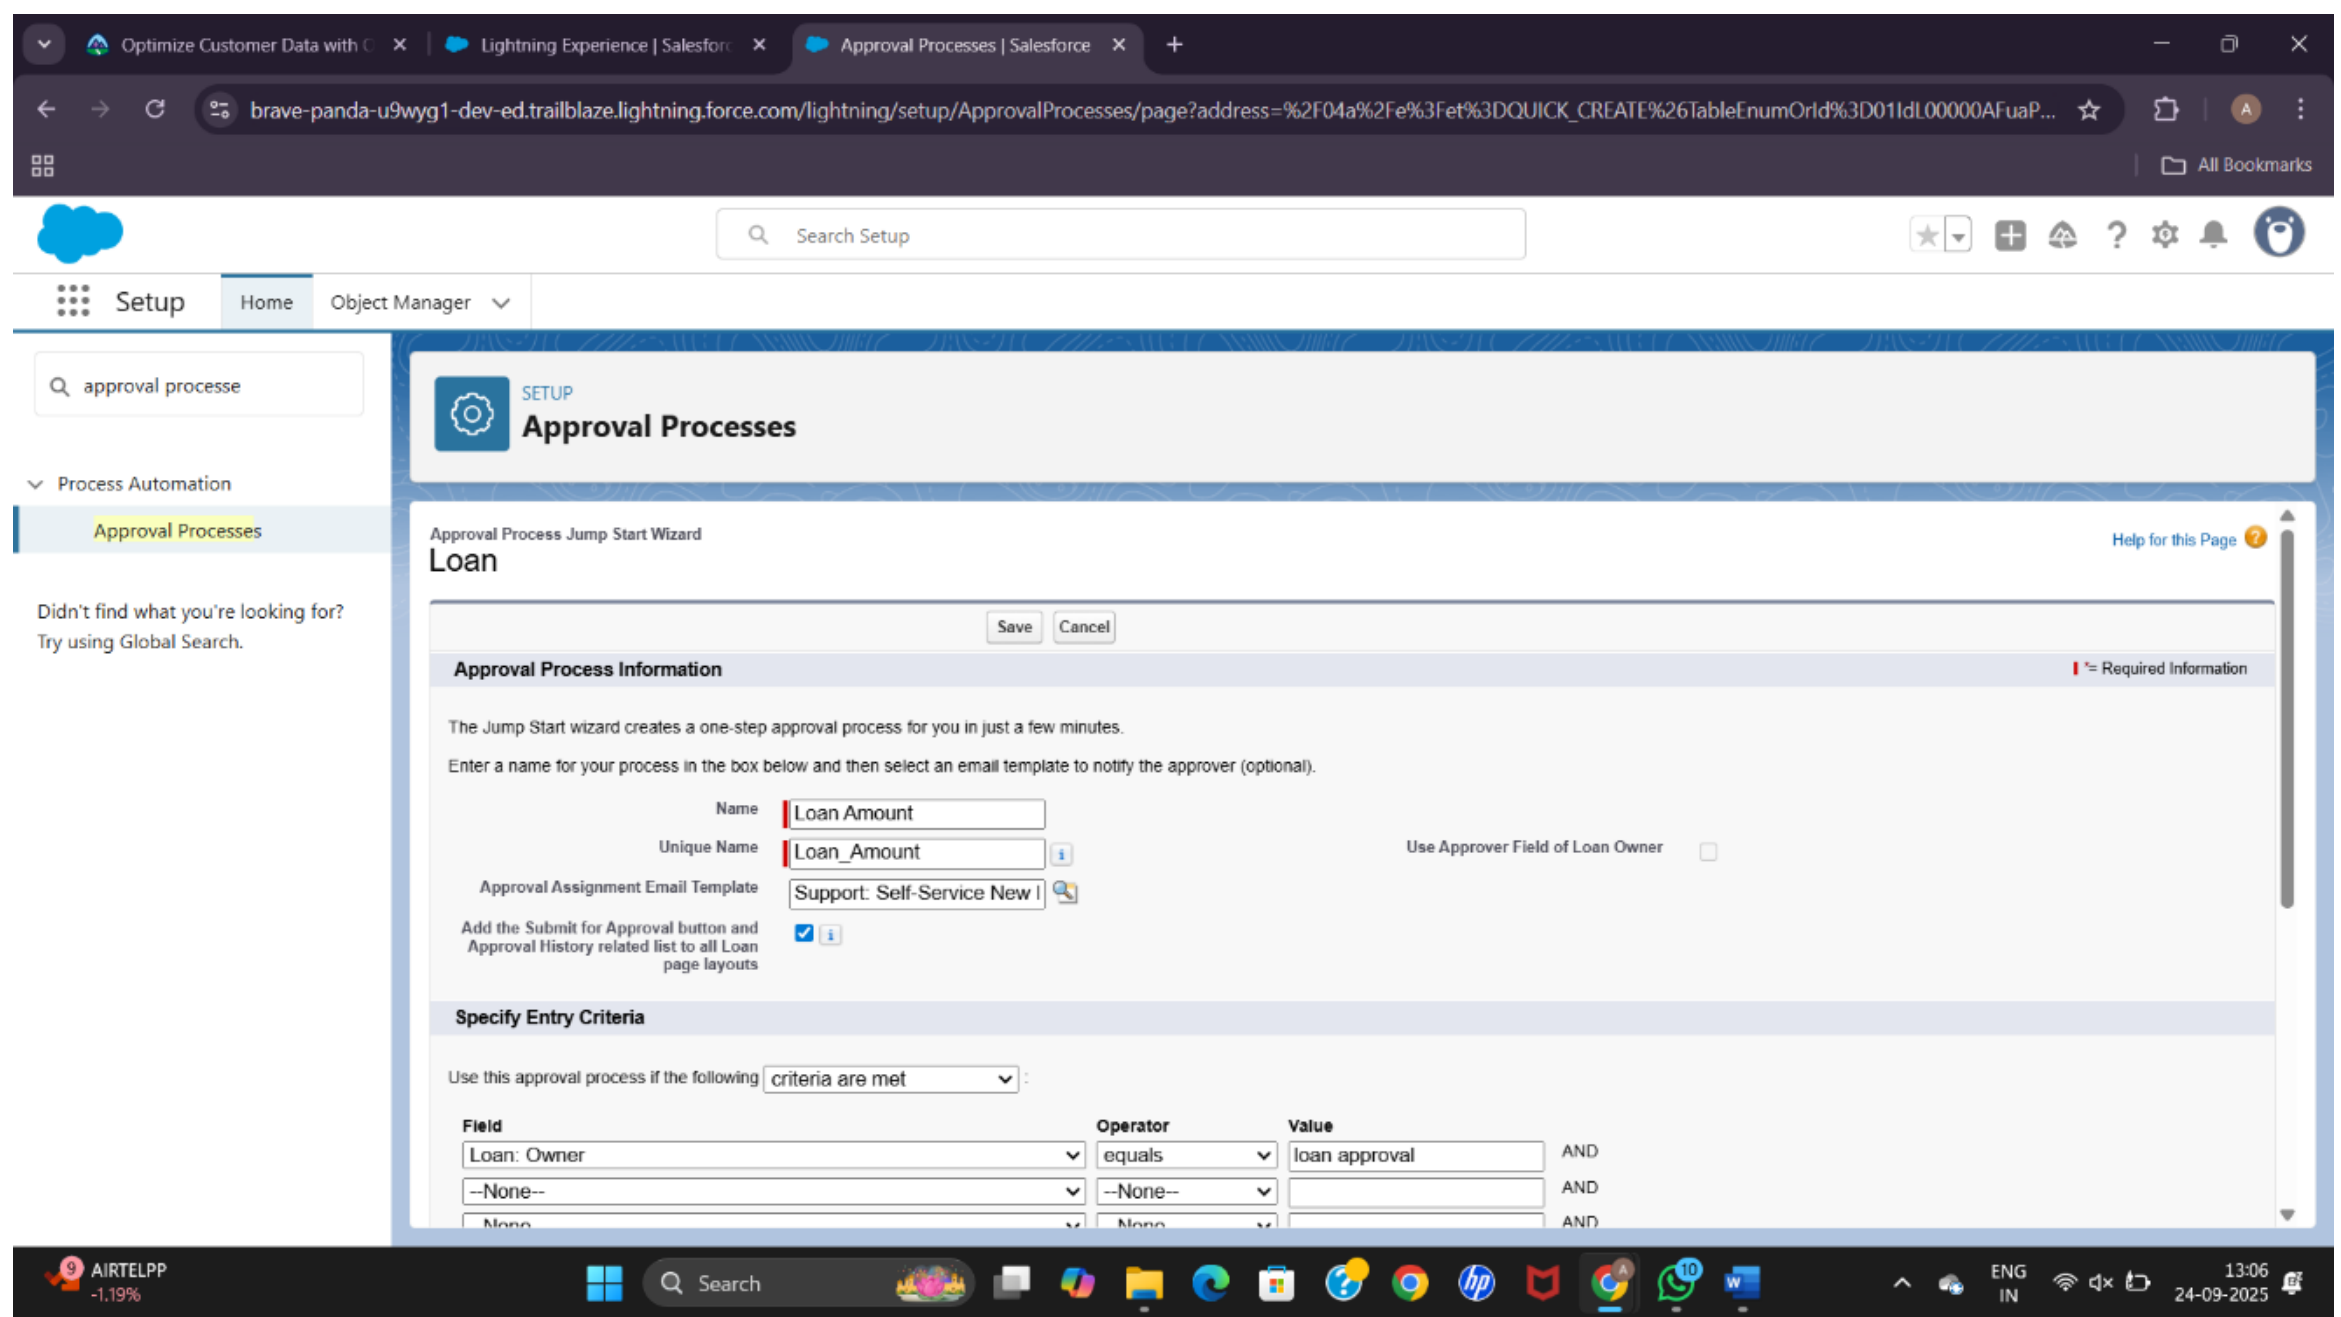 Optimize Customer Data with
Lightning Experience | Salesforc
Approval Processes | Salesforce
brave-panda-u9wyg1-dev-ed.trailblaze.lightning.force.com/lightning/setup/ApprovalProcesses/page?address=%2F04a%2Fe%3Fet%3DQUICK_CREATE%26TableEnumOrId%3D01IdL00000AFuaP...
A
All Bookmarks
Search Setup
Setup
Home
Object Manager
approval processe
Process Automation
Approval Processes
Didn't find what you're looking for?
Try using Global Search.
SETUP
Approval Processes
Approval Process Jump Start Wizard
Loan
Help for this Page
Save Cancel
Approval Process Information
*= Required Information
The Jump Start wizard creates a one-step approval process for you in just a few minutes.
Enter a name for your process in the box below and then select an email template to notify the approver (optional).
Name Loan Amount
Unique Name Loan_Amount
Use Approver Field of Loan Owner
Approval Assignment Email Template Support: Self-Service New
Add the Submit for Approval button and
Approval History related list to all Loan
page layouts
Specify Entry Criteria
Use this approval process if the following criteria are met :
Field Operator Value
Loan: Owner equals loan approval AND
--None-- --None-- AND
None None AND
9
AIRTELPP
-1.19%
Search
10
ENG
IN
13:06
24-09-2025